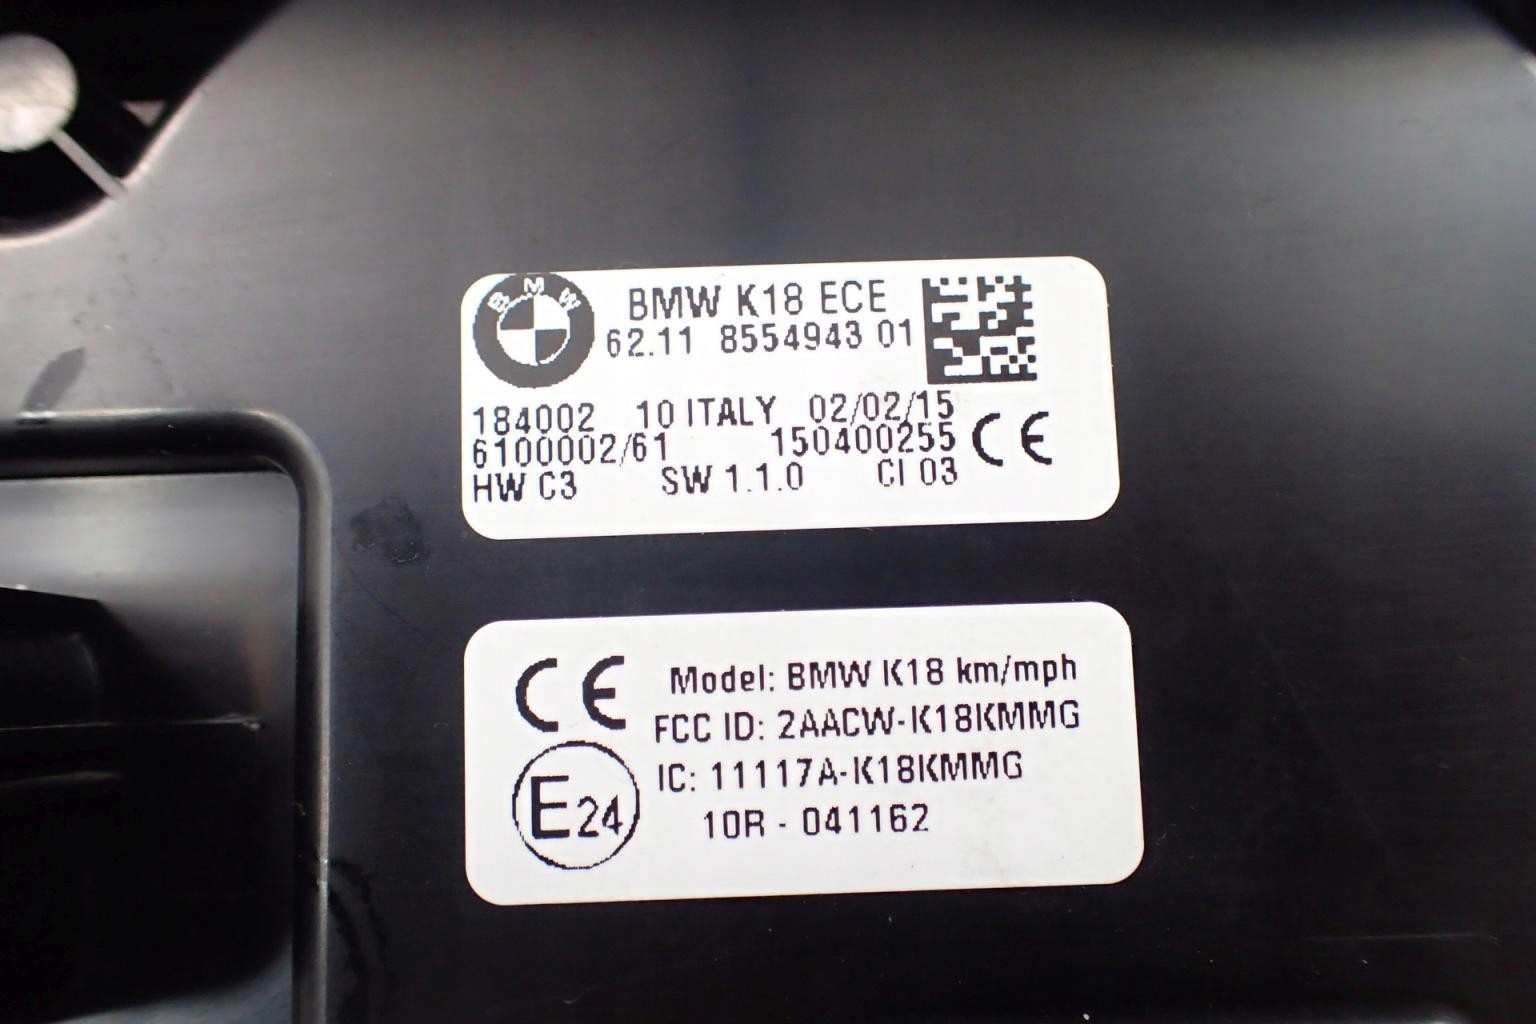 BMW
BMW K18 ECE
62.11 8554943 01
184002 10 ITALY 02/02/15
6100002/61 150400255
HW C3 SW 1.1.0 CI 03
CE
CE
Model: BMW K18 km/mph
FCC ID: 2AACW-K18KMMG
IC: 11117A-K18KMMG
E24
10R - 041162